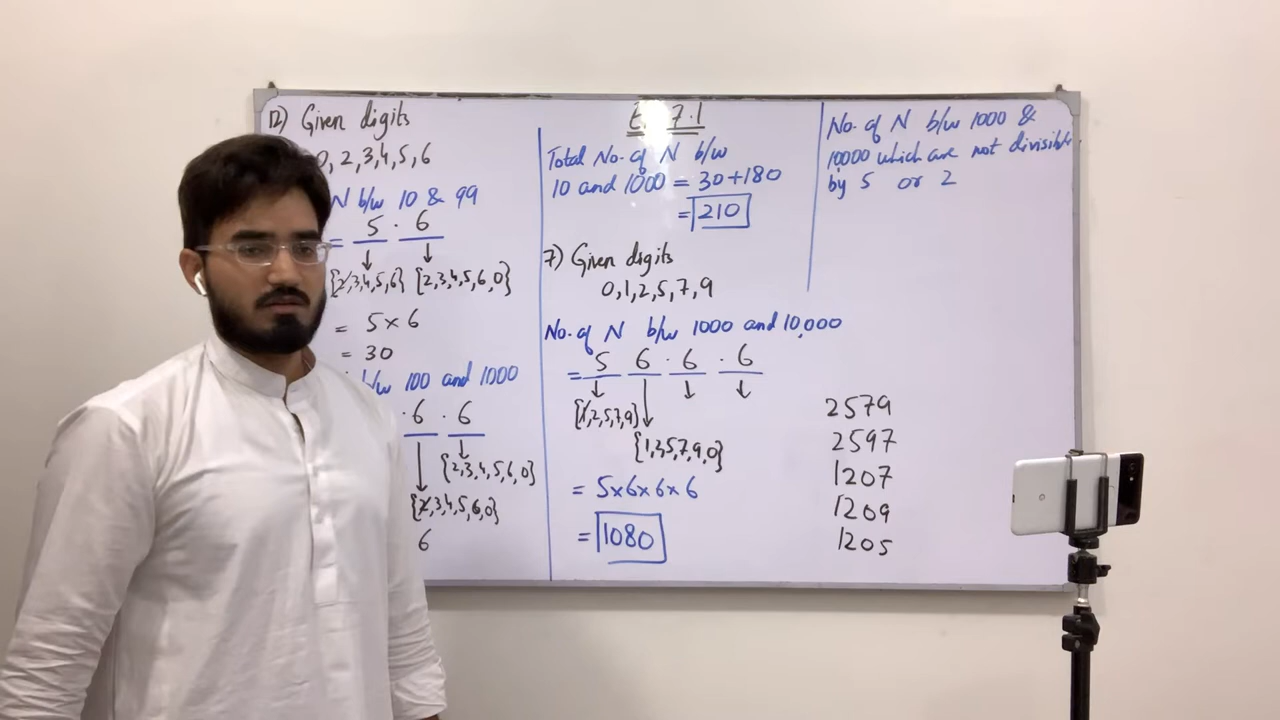 12) Given digits
0, 2,3,4,5,6
N b/w 10 & 99
= 5 · 6
{2,3,4,5,6} {2,3,4,5,6,0}
= 5×6
= 30
b/w 100 and 1000
· 6 · 6
{2,3,4,5,6,0}
{2,3,4,5,6,0}
6
Ex 7.1
Total No. of N b/w
10 and 1000 = 30+180
= 210
7) Given digits
0,1,2,5,7,9
No. of N b/w 1000 and 10,000
= 5 6 · 6 · 6
{1,2,5,7,9}
{1,2,5,7,9,0}
= 5×6×6×6
= 1080
No. of N b/w 1000 &
10000 which are not divisible
by 5 or 2
2579
2597
1207
1209
1205